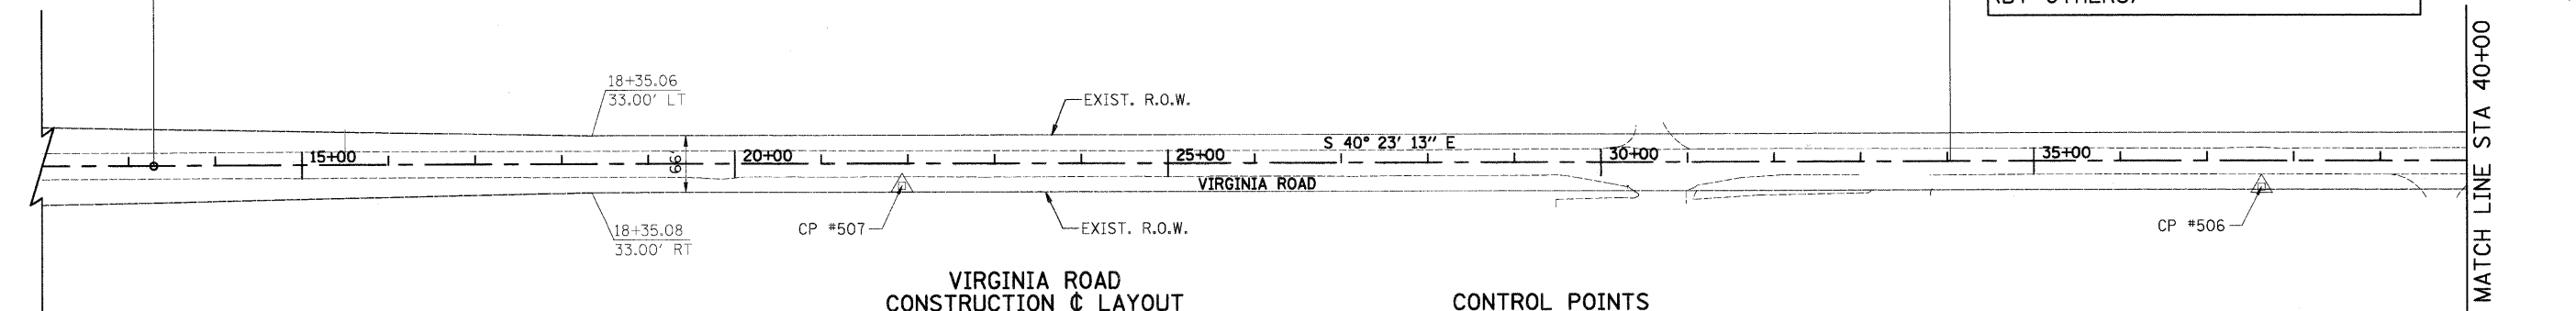 MATCH LINE STA 40+00
18+35.06
33.00' LT
EXIST. R.O.W.
S 40° 23' 13" E
15+00
20+00
25+00
30+00
35+00
66'
VIRGINIA ROAD
18+35.08
33.00' RT
CP #507
EXIST. R.O.W.
CP #506
VIRGINIA ROAD
CONSTRUCTION ℄ LAYOUT
CONTROL POINTS